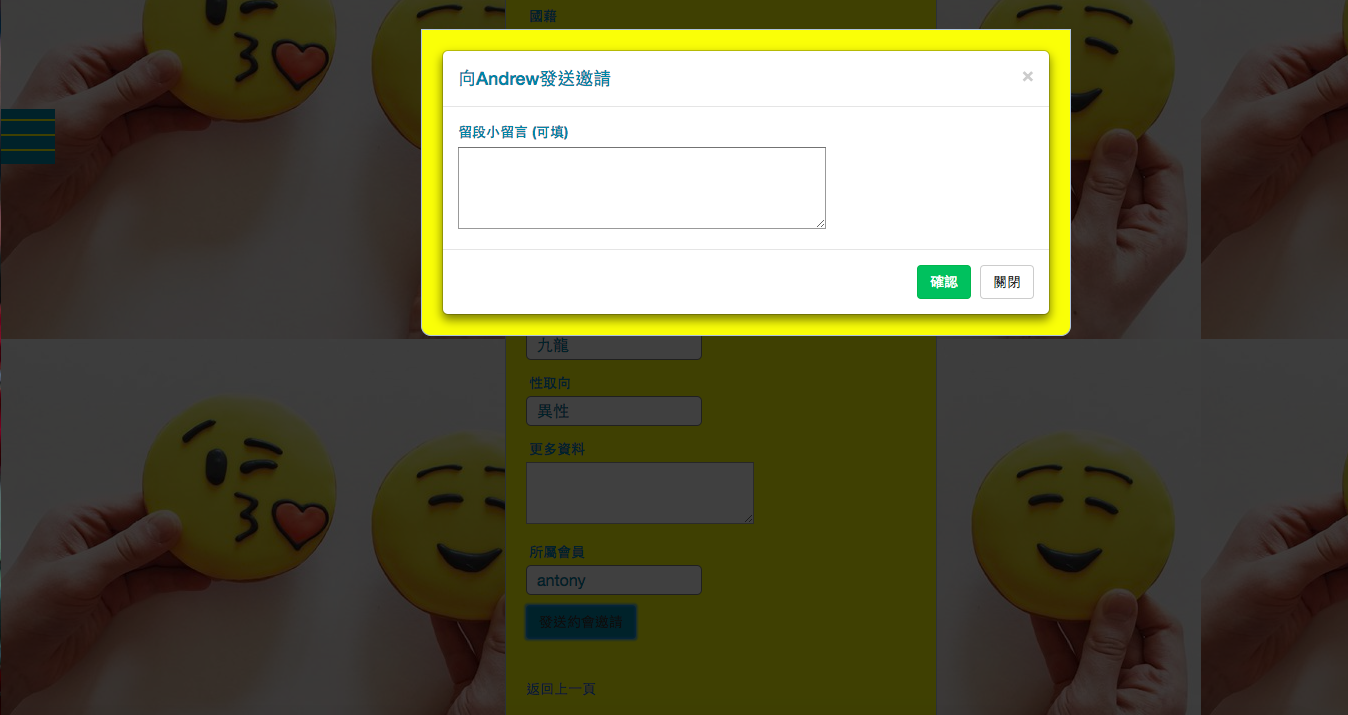 國藉
向Andrew發送邀請
×
留段小留言 (可填)
確認
關閉
九龍
性取向
異性
更多資料
所屬會員
antony
發送約會邀請
返回上一頁